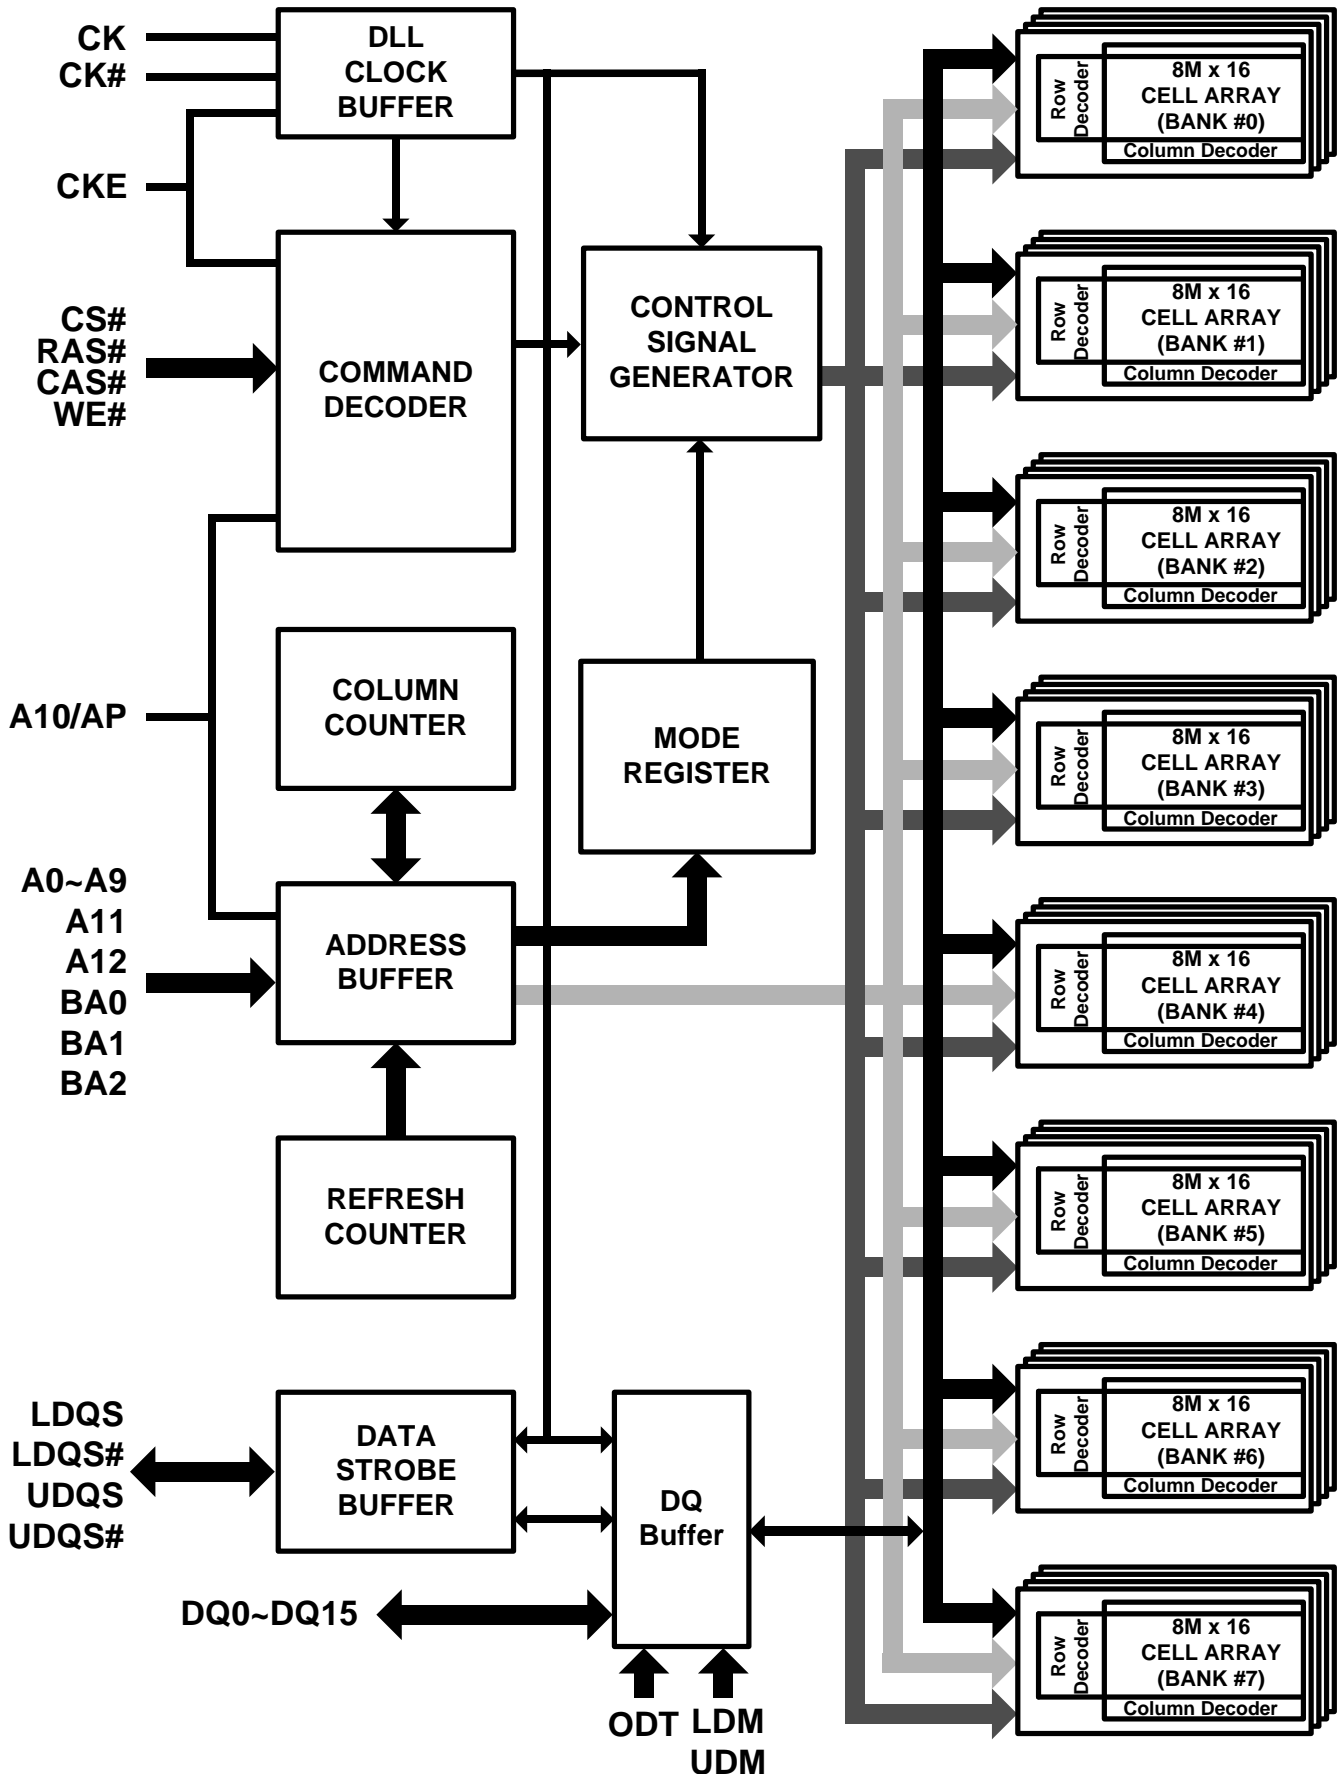 CK
CK#
CKE
CS#
RAS#
CAS#
WE#
A10/AP
A0~A9
A11
A12
BA0
BA1
BA2
LDQS
LDQS#
UDQS
UDQS#
DQ0~DQ15
DLL
CLOCK
BUFFER
COMMAND
DECODER
COLUMN
COUNTER
ADDRESS
BUFFER
REFRESH
COUNTER
DATA
STROBE
BUFFER
CONTROL
SIGNAL
GENERATOR
MODE
REGISTER
DQ
Buffer
ODT
LDM
UDM
Row
Decoder
8M x 16
CELL ARRAY
(BANK #0)
Column Decoder
Row
Decoder
8M x 16
CELL ARRAY
(BANK #1)
Column Decoder
Row
Decoder
8M x 16
CELL ARRAY
(BANK #2)
Column Decoder
Row
Decoder
8M x 16
CELL ARRAY
(BANK #3)
Column Decoder
Row
Decoder
8M x 16
CELL ARRAY
(BANK #4)
Column Decoder
Row
Decoder
8M x 16
CELL ARRAY
(BANK #5)
Column Decoder
Row
Decoder
8M x 16
CELL ARRAY
(BANK #6)
Column Decoder
Row
Decoder
8M x 16
CELL ARRAY
(BANK #7)
Column Decoder